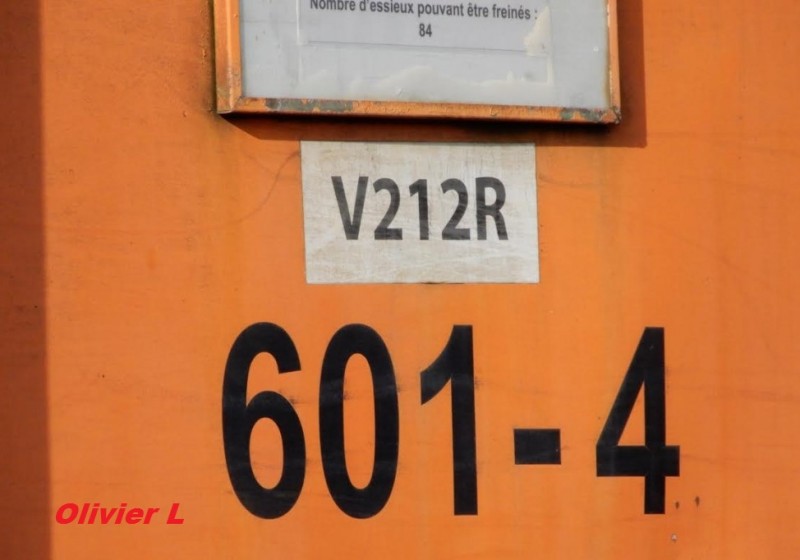 Nombre d'essieux pouvant être freinés :
84
V212R
601-4
Olivier L